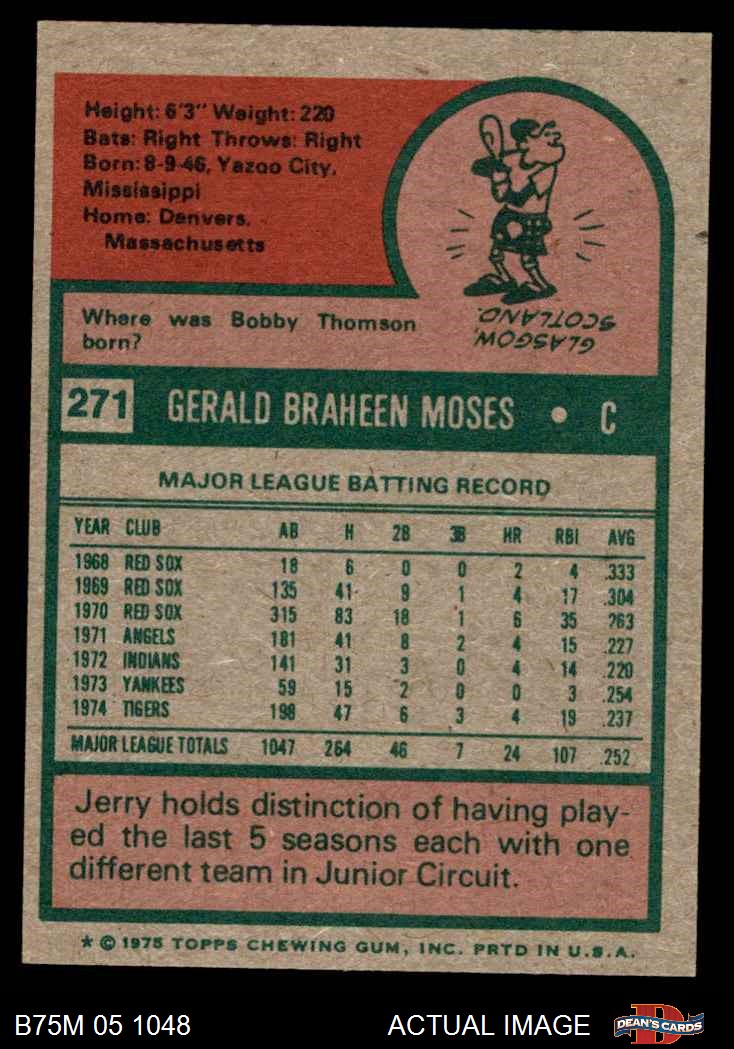 Height: 6'3" Weight: 220
Bats: Right Throws: Right
Born: 8-9-46, Yazoo City,
Mississippi
Home: Danvers,
Massachusetts
Where was Bobby Thomson
born?
GLASGOW,
SCOTLAND.
271 GERALD BRAHEEN MOSES • C
MAJOR LEAGUE BATTING RECORD
YEAR CLUB AB H 2B 3B HR RBI AVG
1968 RED SOX 18 6 0 0 2 4 .333
1969 RED SOX 135 41 9 1 4 17 .304
1970 RED SOX 315 83 18 1 6 35 .263
1971 ANGELS 181 41 8 2 4 15 .227
1972 INDIANS 141 31 3 0 4 14 .220
1973 YANKEES 59 15 2 0 0 3 .254
1974 TIGERS 198 47 6 3 4 19 .237
MAJOR LEAGUE TOTALS 1047 264 46 7 24 107 .252
Jerry holds distinction of having play-
ed the last 5 seasons each with one
different team in Junior Circuit.
* © 1975 TOPPS CHEWING GUM, INC. PRTD IN U.S.A.
B75M 05 1048 ACTUAL IMAGE DEAN'S CARDS